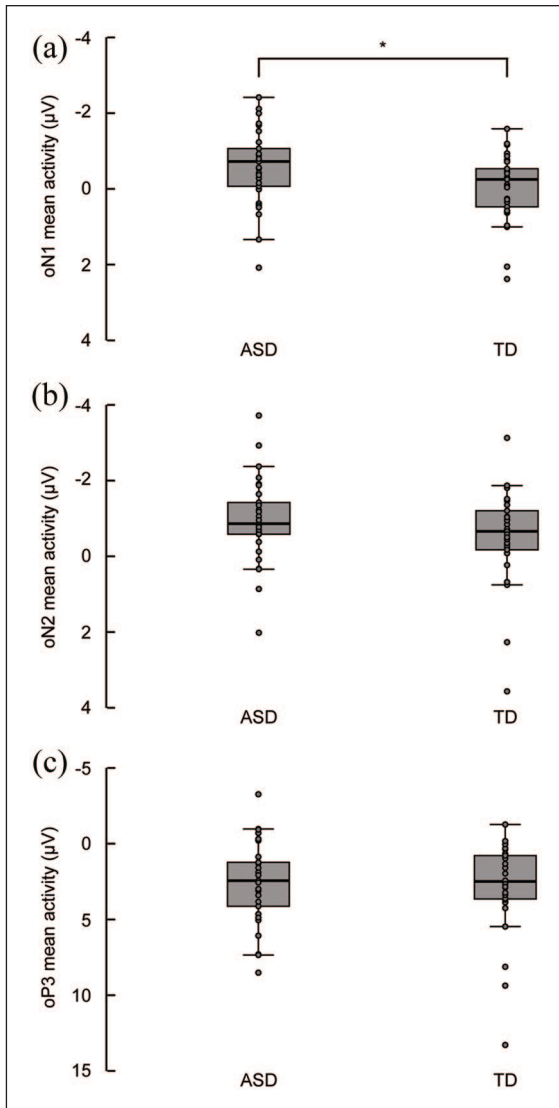 (a)
*
oN1 mean activity (µV)
-4
-2
0
2
4
ASD
TD
(b)
oN2 mean activity (µV)
-4
-2
0
2
4
ASD
TD
(c)
oP3 mean activity (µV)
-5
0
5
10
15
ASD
TD